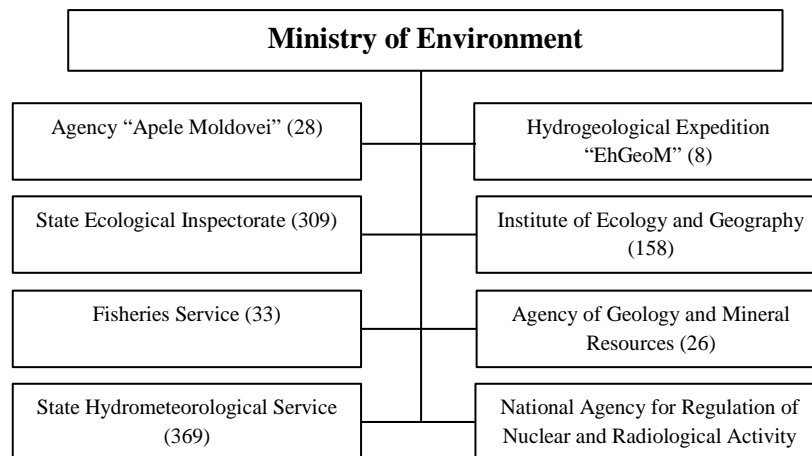 Ministry of Environment
Agency “Apele Moldovei” (28)
Hydrogeological Expedition
“EhGeoM” (8)
State Ecological Inspectorate (309)
Institute of Ecology and Geography
(158)
Fisheries Service (33)
Agency of Geology and Mineral
Resources (26)
State Hydrometeorological Service
(369)
National Agency for Regulation of
Nuclear and Radiological Activity